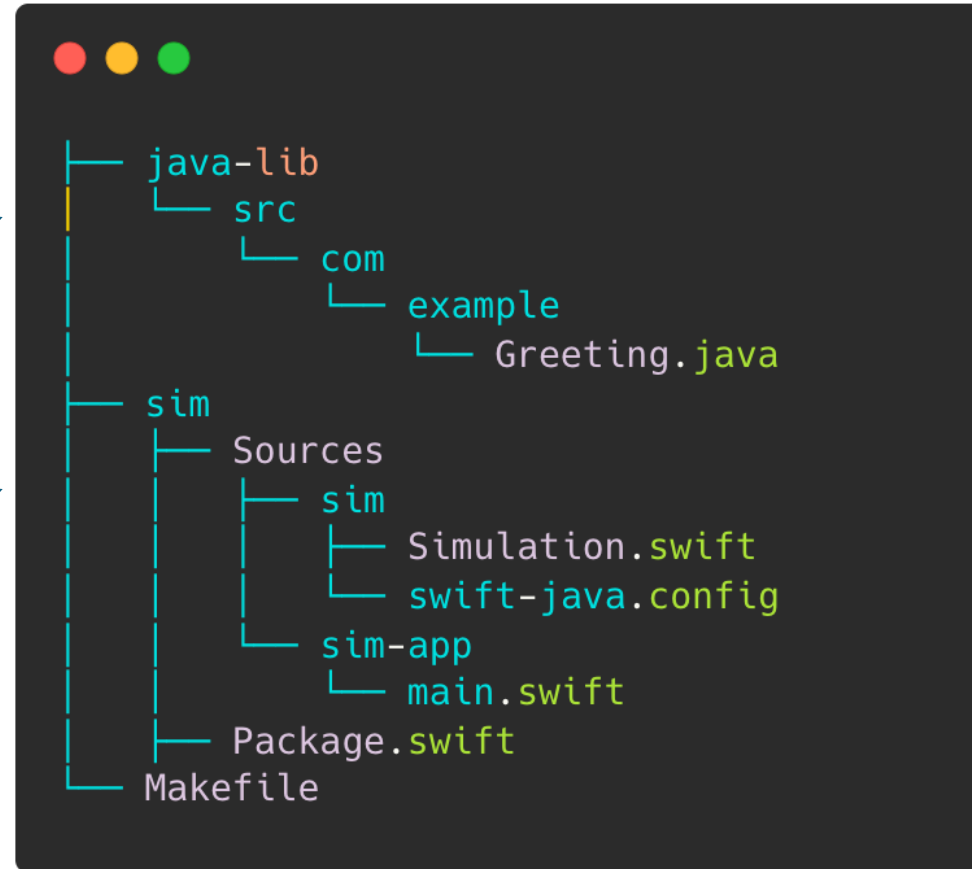 ├── java-lib
│   └── src
│       └── com
│           └── example
│               └── Greeting.java
├── sim
│   ├── Sources
│   │   ├── sim
│   │   │   ├── Simulation.swift
│   │   │   └── swift-java.config
│   │   └── sim-app
│   │       └── main.swift
│   ├── Package.swift
└── Makefile